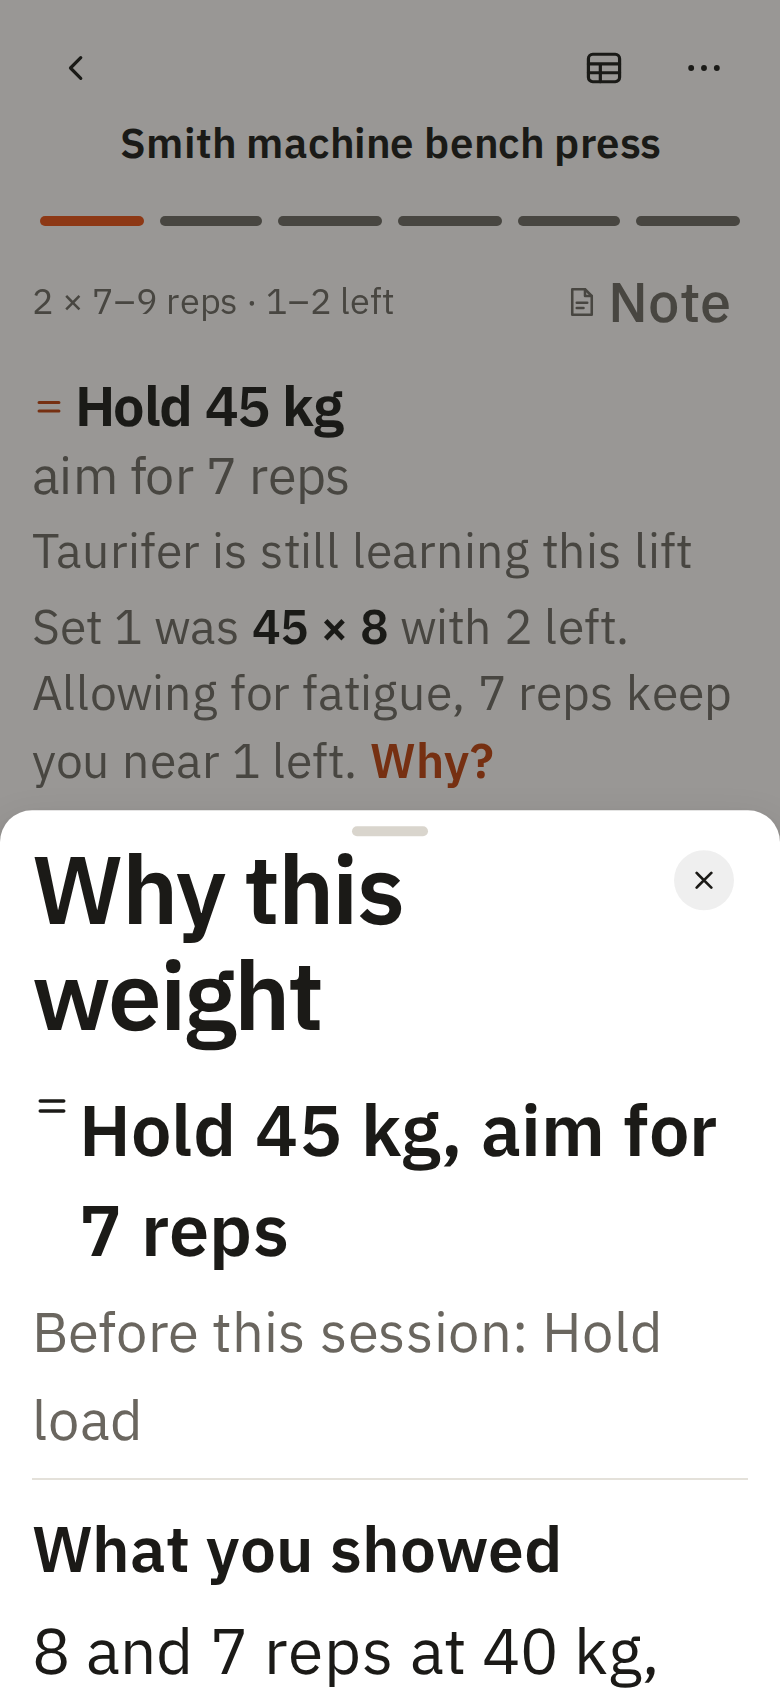 Smith machine bench press
2 × 7–9 reps · 1–2 left
Note
= Hold 45 kg
aim for 7 reps
Taurifer is still learning this lift
Set 1 was 45 × 8 with 2 left.
Allowing for fatigue, 7 reps keep
you near 1 left. Why?
Why this
weight
= Hold 45 kg, aim for
7 reps
Before this session: Hold
load
What you showed
8 and 7 reps at 40 kg,